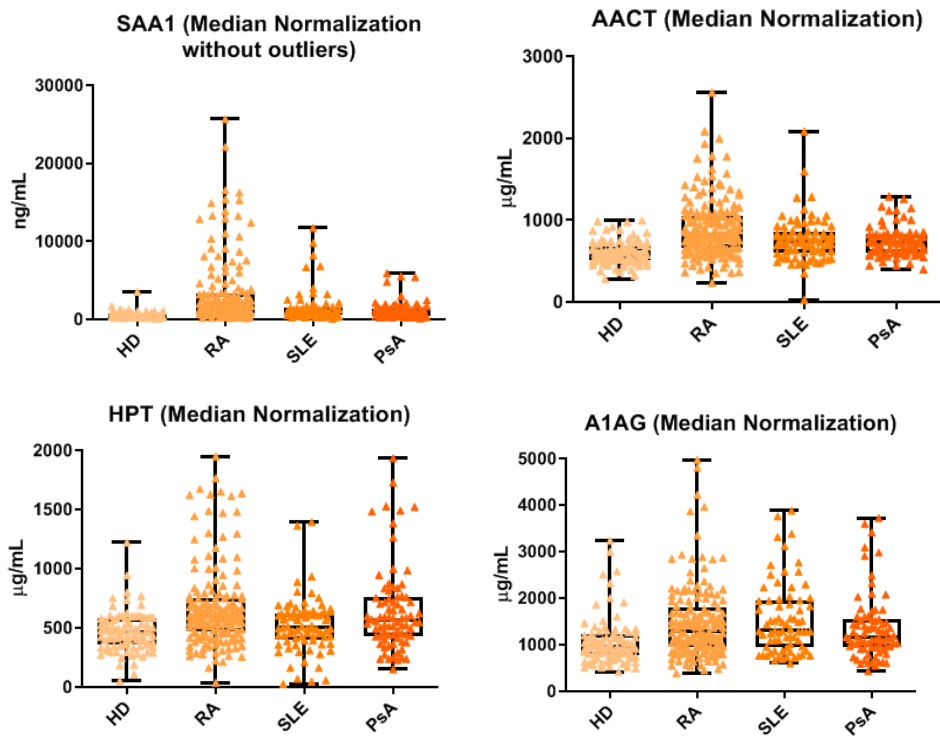 SAA1 (Median Normalization
without outliers)
ng/mL
30000
20000
10000
0
HD
RA
SLE
PsA
AACT (Median Normalization)
μg/mL
3000
2000
1000
0
HD
RA
SLE
PsA
HPT (Median Normalization)
μg/mL
2000
1500
1000
500
0
HD
RA
SLE
PsA
A1AG (Median Normalization)
μg/mL
5000
4000
3000
2000
1000
0
HD
RA
SLE
PsA